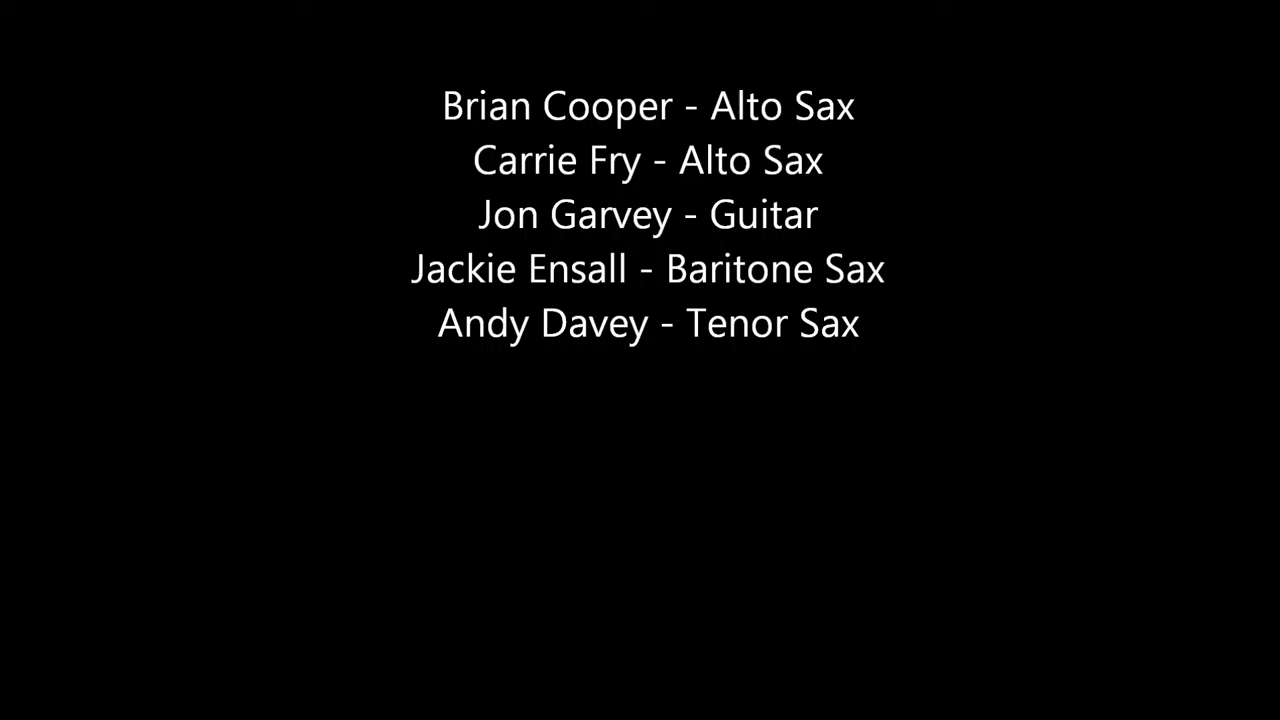 Brian Cooper - Alto Sax
Carrie Fry - Alto Sax
Jon Garvey - Guitar
Jackie Ensall - Baritone Sax
Andy Davey - Tenor Sax